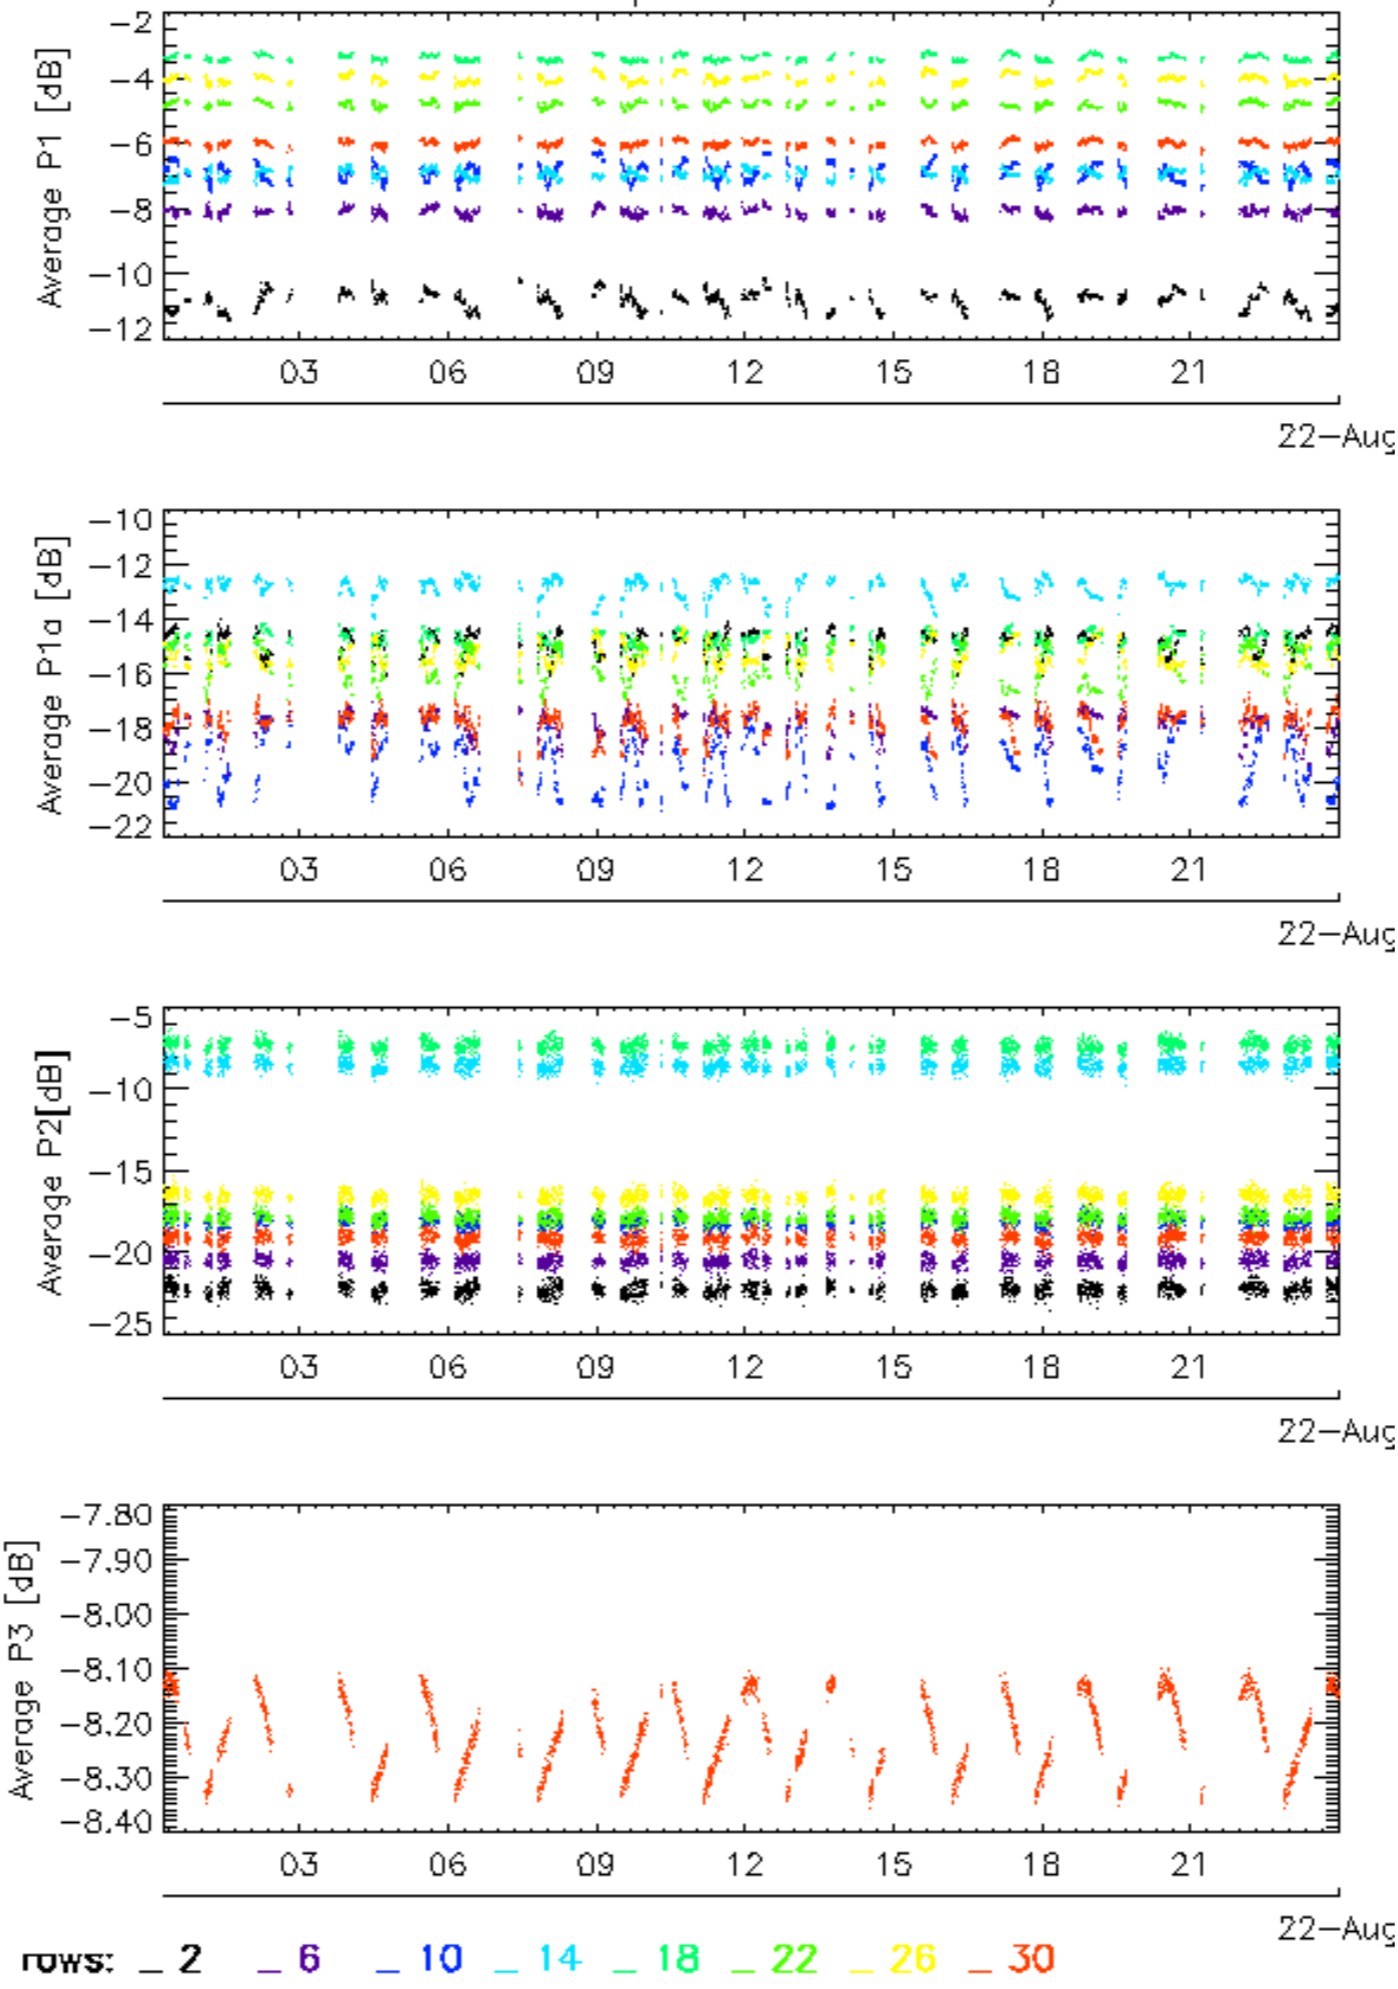 Average P1 [dB]
−2
−4
−6
−8
−10
−12
03 06 09 12 15 18 21
22−Aug
Average P1a [dB]
−10
−12
−14
−16
−18
−20
−22
03 06 09 12 15 18 21
22−Aug
Average P2[dB]
−5
−10
−15
−20
−25
03 06 09 12 15 18 21
22−Aug
Average P3 [dB]
−7.80
−7.90
−8.00
−8.10
−8.20
−8.30
−8.40
03 06 09 12 15 18 21
22−Aug
rows: _ 2 _ 6 _ 10 _ 14 _ 18 _ 22 _ 26 _ 30